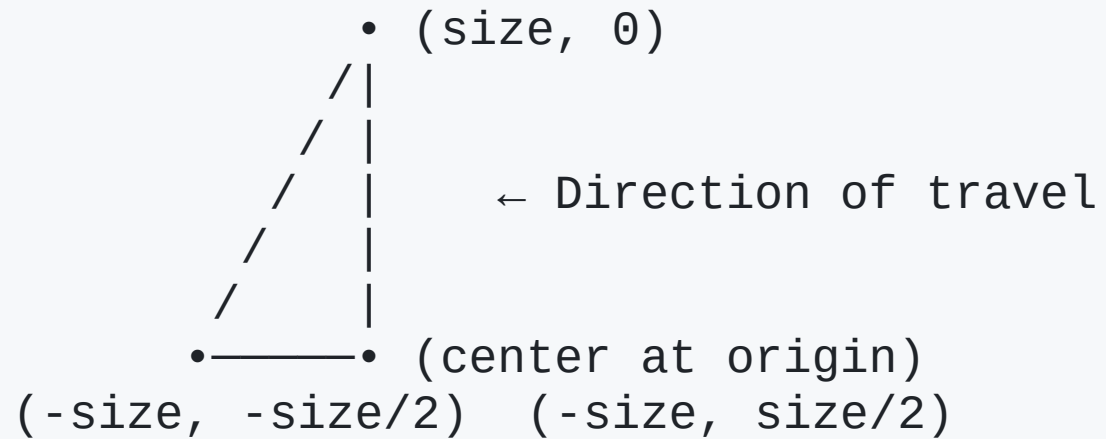 • (size, 0)
/|
/ |
/ | ← Direction of travel
/ |
/ |
•─────• (center at origin)
(-size, -size/2) (-size, size/2)